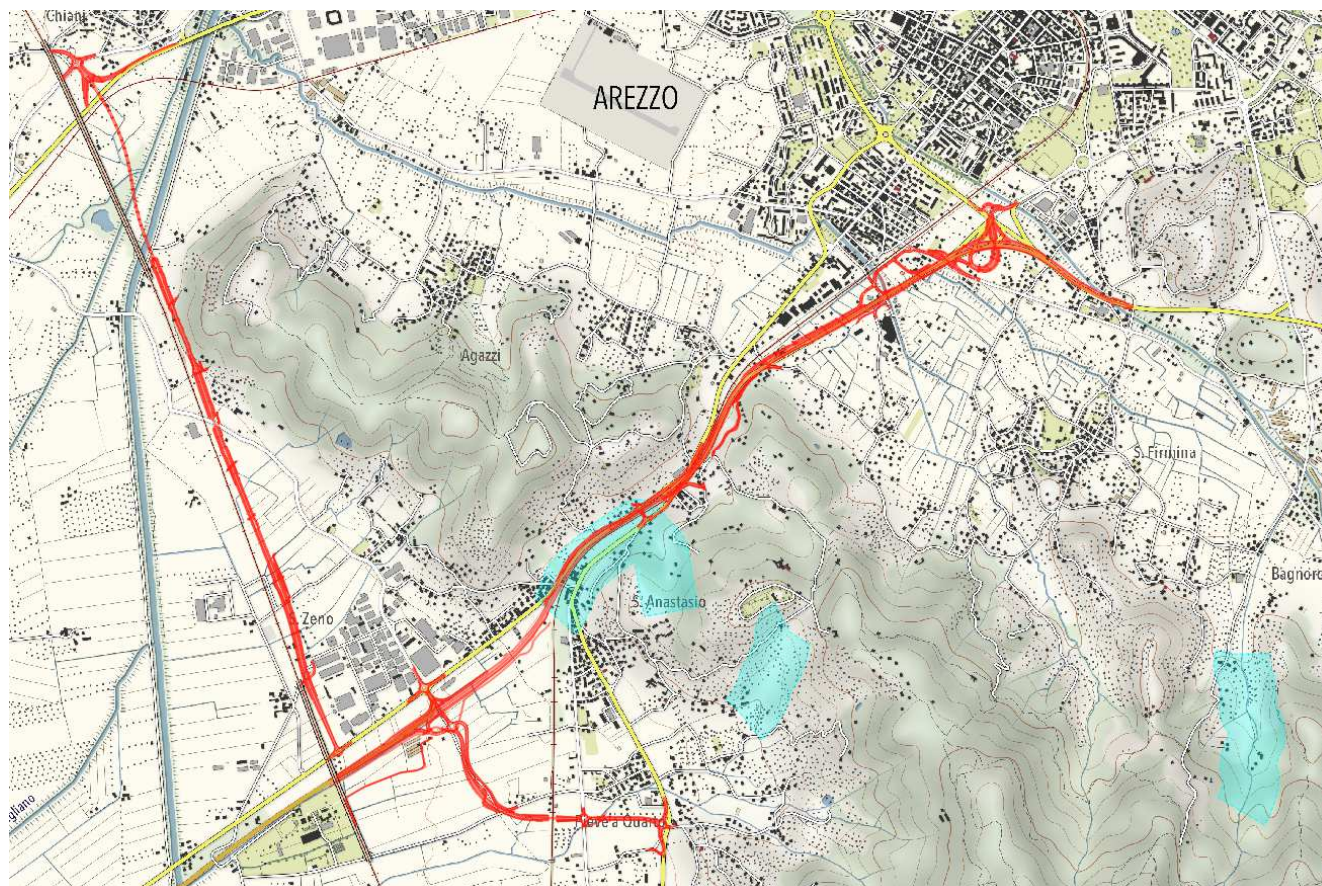 Chiani
AREZZO
Agazzi
S. Firmina
Bagnoro
S. Anastasio
Zeno
gliano
Pieve a Quarto